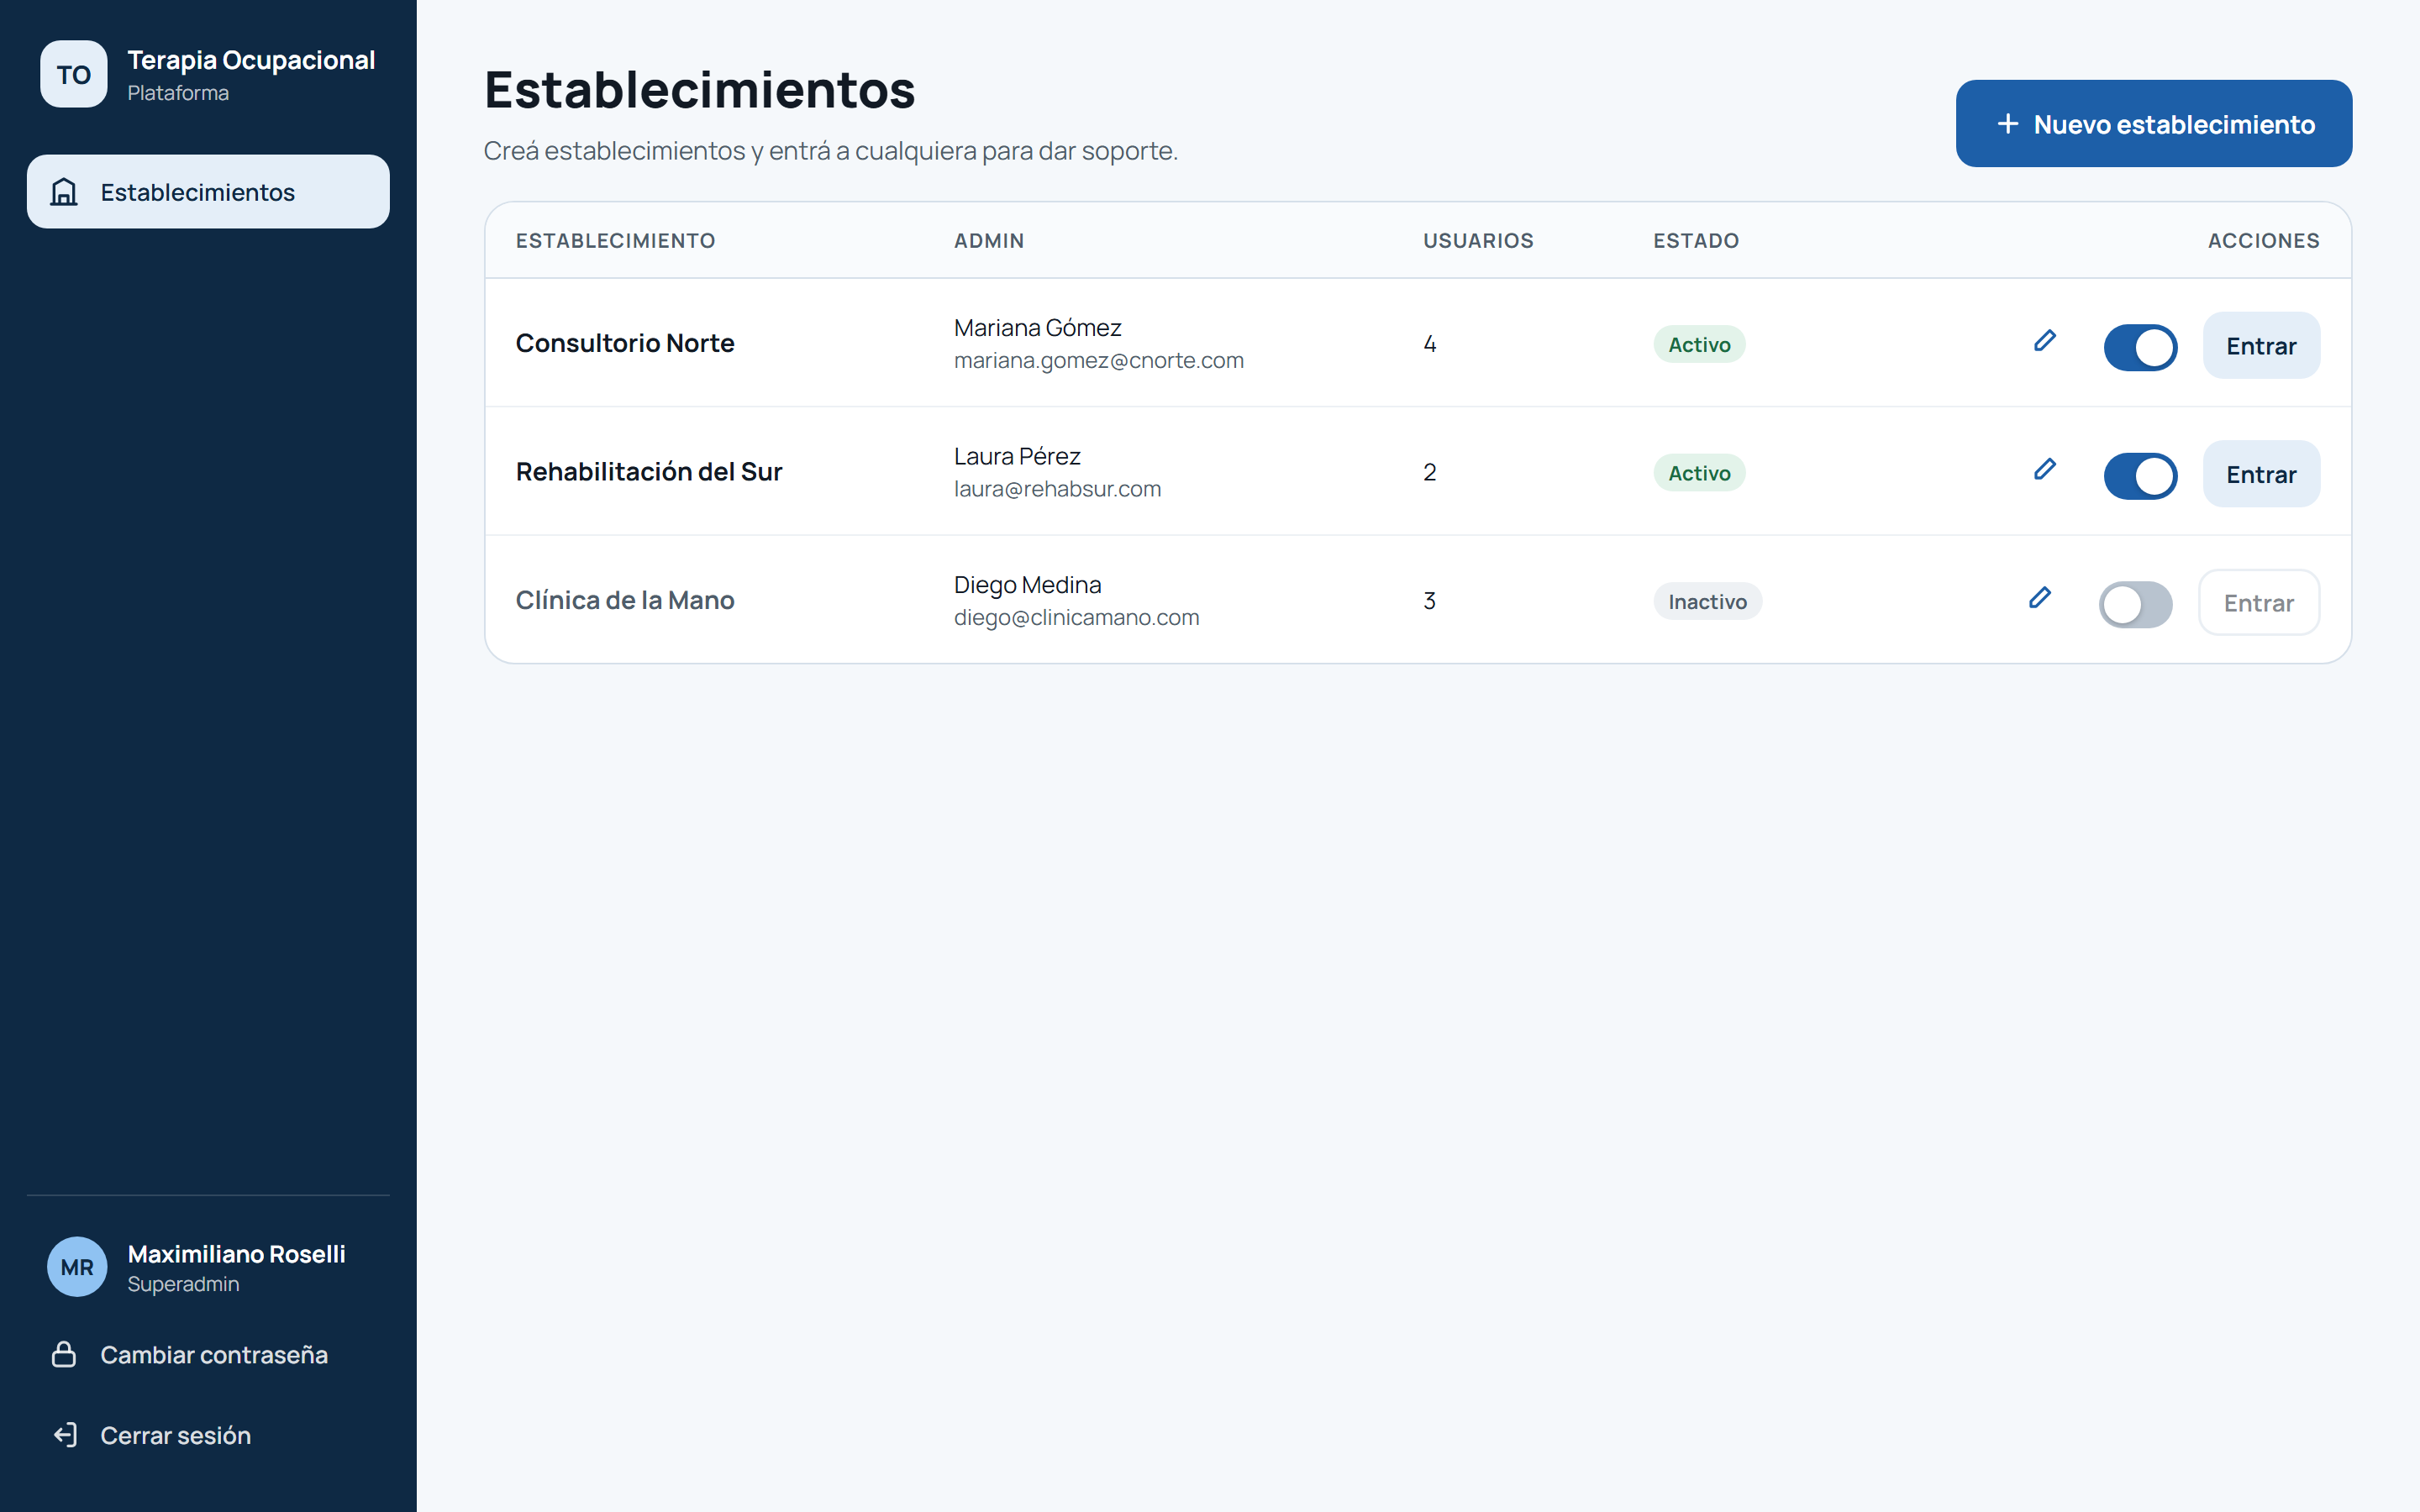 TO
Terapia Ocupacional
Plataforma
Establecimientos
Maximiliano Roselli
MR
Superadmin
Cambiar contraseña
Cerrar sesión
Establecimientos
Creá establecimientos y entrá a cualquiera para dar soporte.
+ Nuevo establecimiento
ESTABLECIMIENTO ADMIN USUARIOS ESTADO ACCIONES
Consultorio Norte
Mariana Gómez
mariana.gomez@cnorte.com
4
Activo
Entrar
Rehabilitación del Sur
Laura Pérez
laura@rehabsur.com
2
Activo
Entrar
Clínica de la Mano
Diego Medina
diego@clinicamano.com
3
Inactivo
Entrar